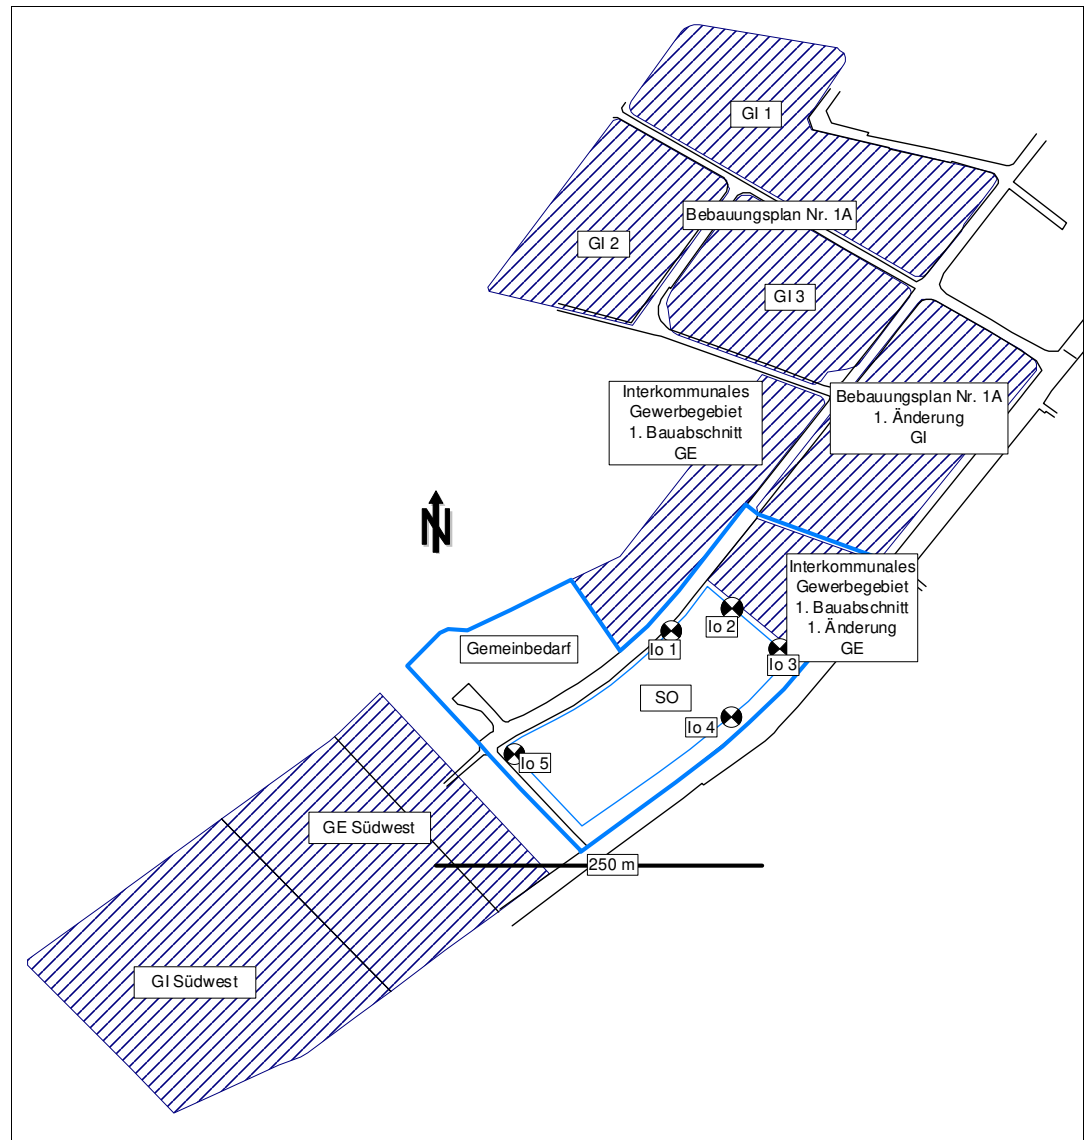 GI 1
Bebauungsplan Nr. 1A
GI 2
GI 3
Interkommunales
Gewerbegebiet
1. Bauabschnitt
GE
Bebauungsplan Nr. 1A
1. Änderung
GI
N
Interkommunales
Gewerbegebiet
1. Bauabschnitt
1. Änderung
GE
Io 2
Io 1
Gemeinbedarf
Io 3
SO
Io 4
Io 5
GE Südwest
250 m
GI Südwest